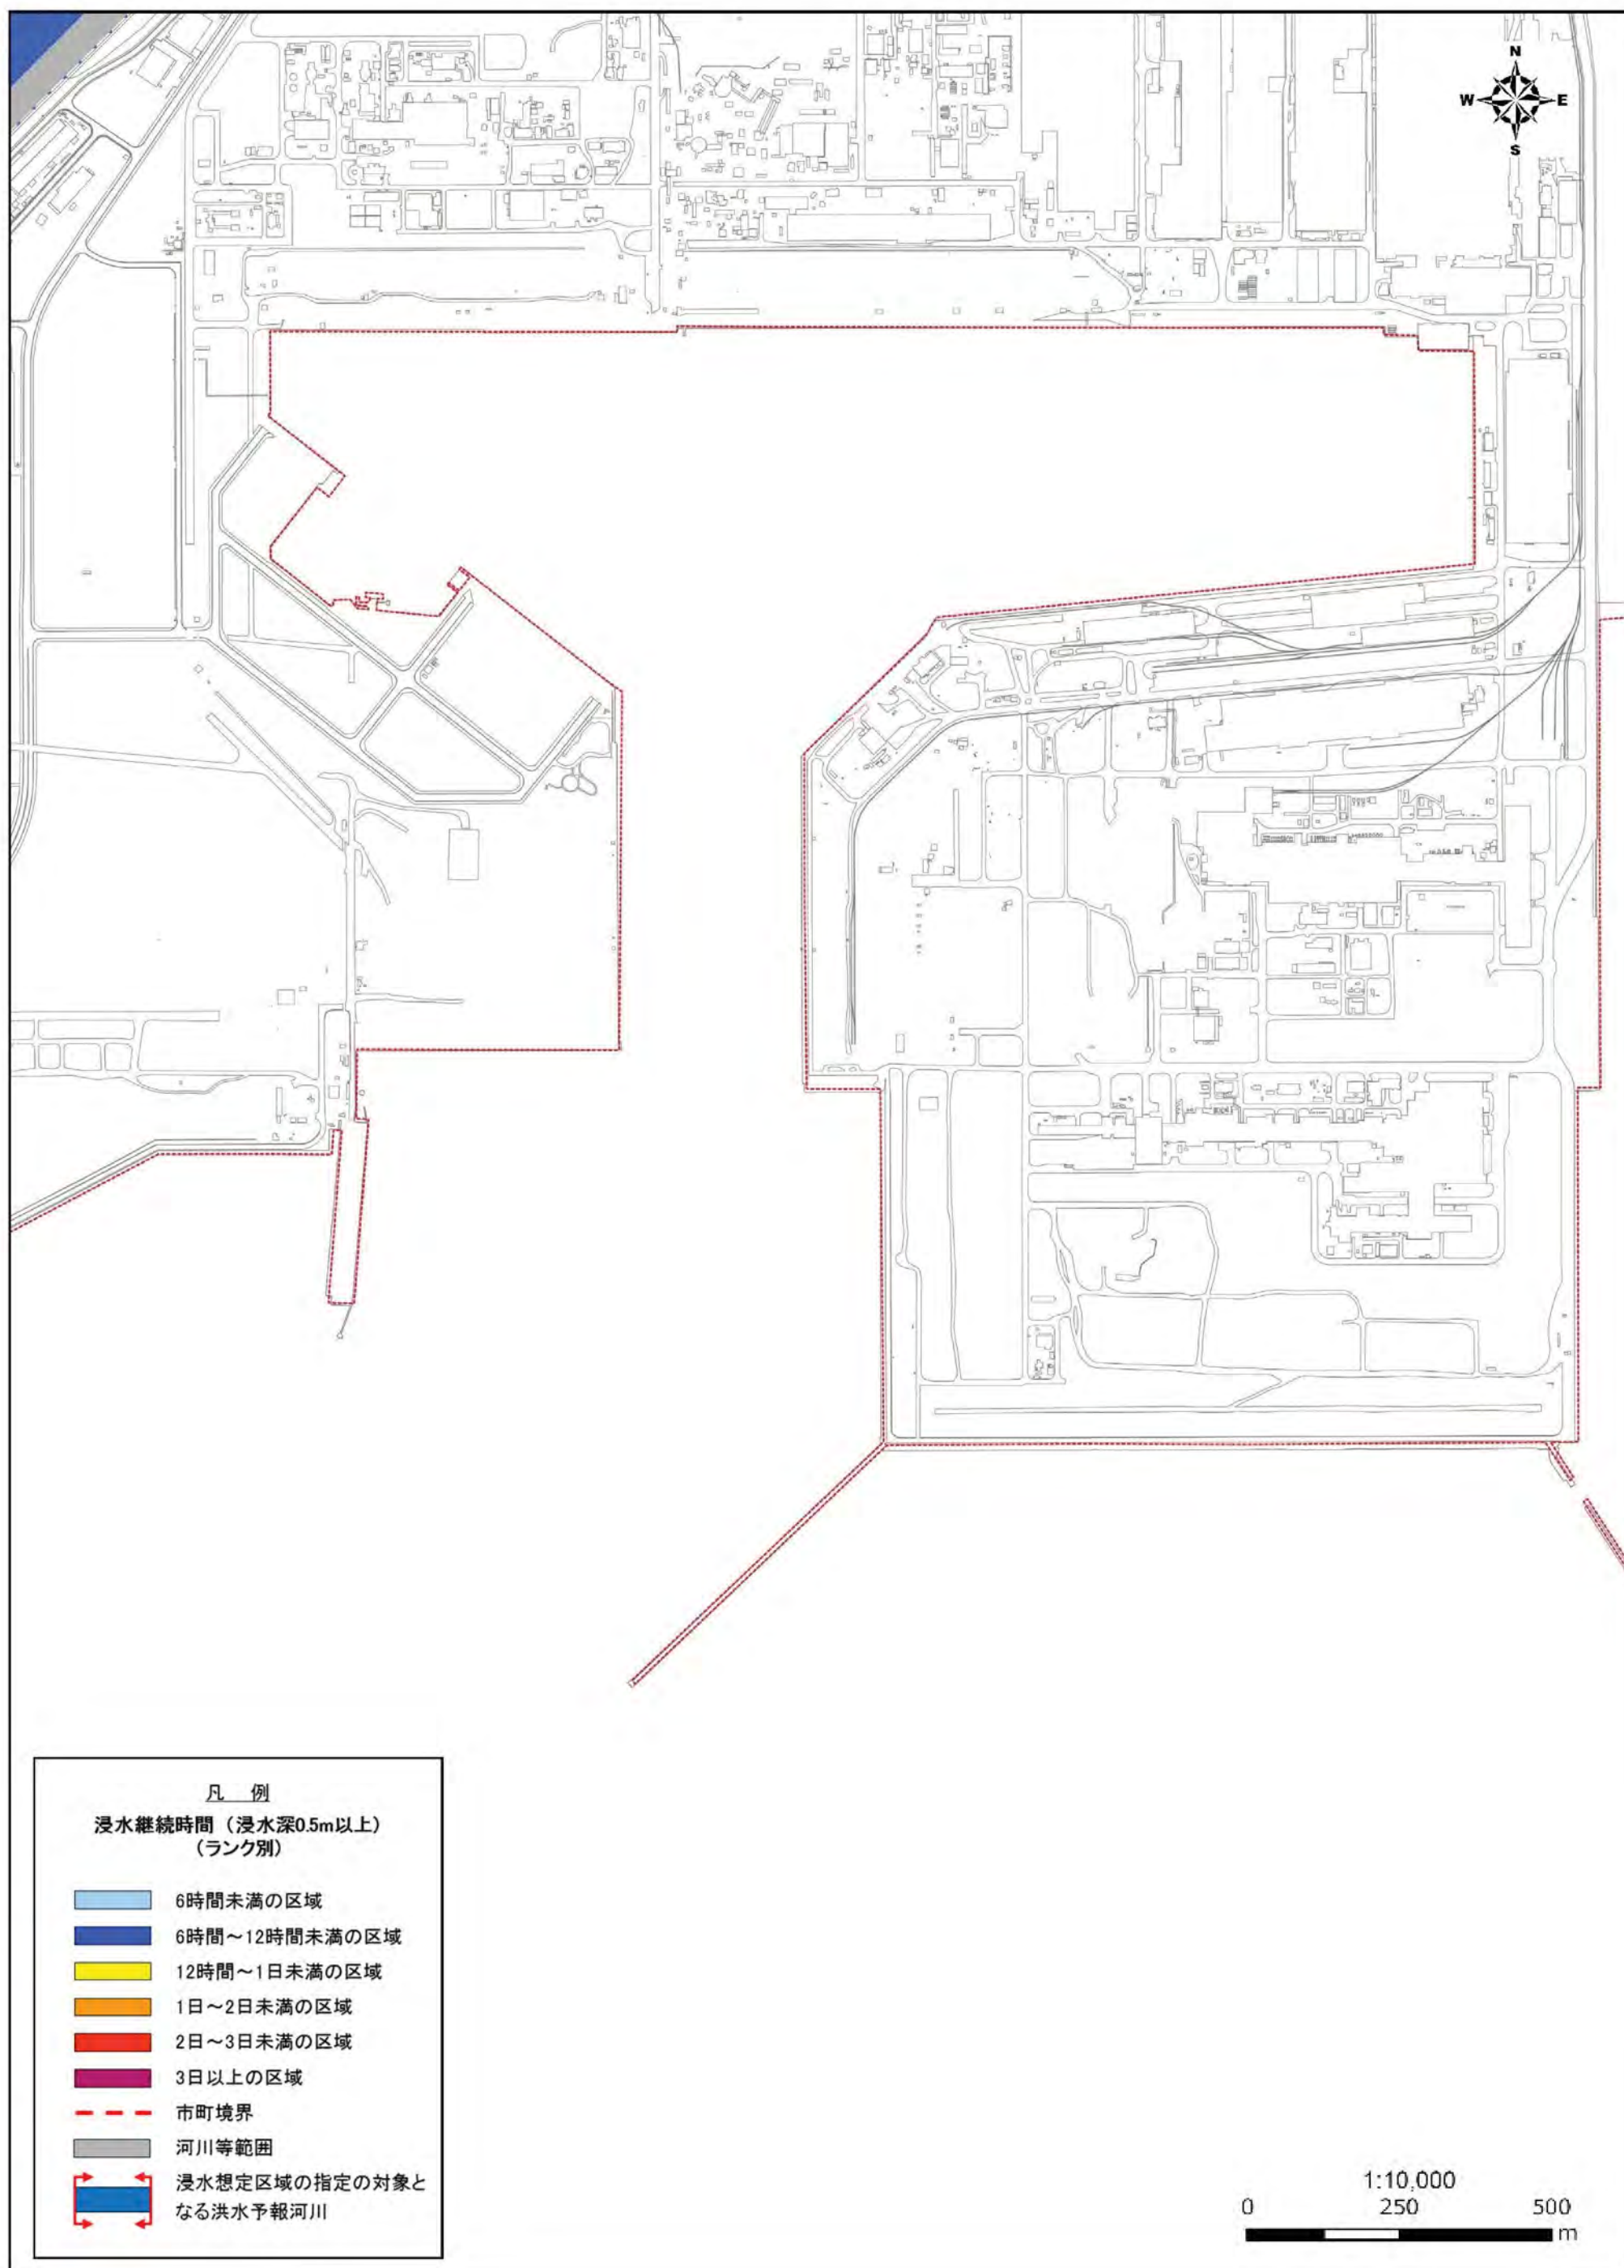 N
W E
S
凡 例
浸水継続時間（浸水深0.5m以上）
（ランク別）
6時間未満の区域
6時間～12時間未満の区域
12時間～1日未満の区域
1日～2日未満の区域
2日～3日未満の区域
3日以上の区域
市町境界
河川等範囲
浸水想定区域の指定の対象と
なる洪水予報河川
1:10,000
0 250 500
m